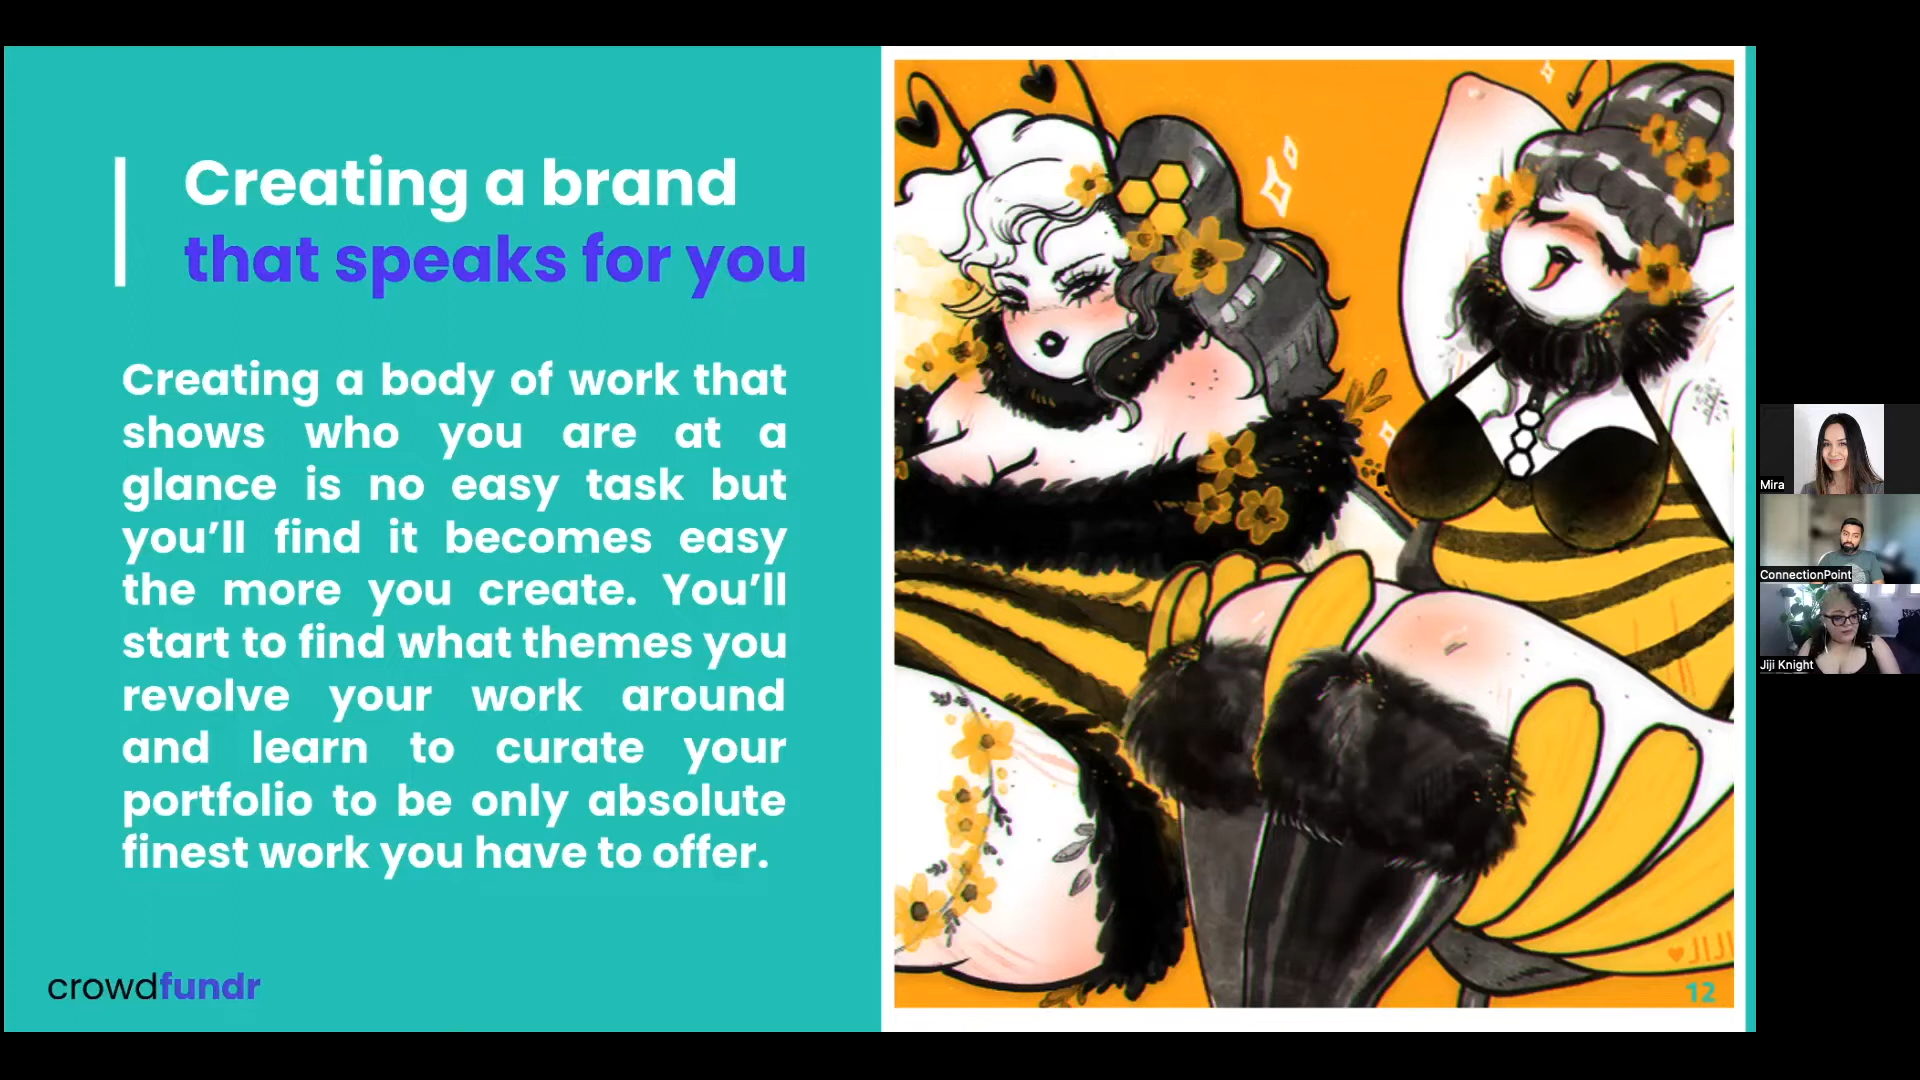 Creating a brand
that speaks for you
Creating a body of work that
shows who you are at a
glance is no easy task but
you’ll find it becomes easy
the more you create. You’ll
start to find what themes you
revolve your work around
and learn to curate your
portfolio to be only absolute
finest work you have to offer.
crowdfundr
JIJI
12
Mira
ConnectionPoint
Jiji Knight